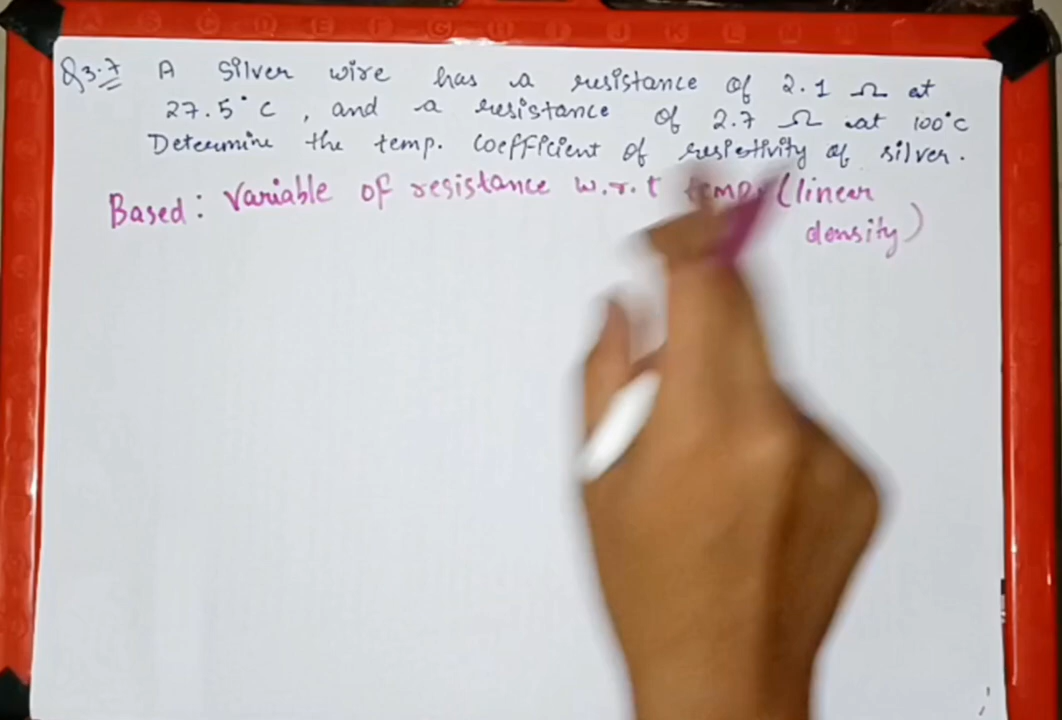 Q3.7 A Silver wire has a resistance of 2.1 Ω at
27.5°C, and a resistance of 2.7 Ω at 100°C
Determine the temp. coefficient of resistivity of silver.
Based: Variable of resistance w.r.t temp. (linear
density)